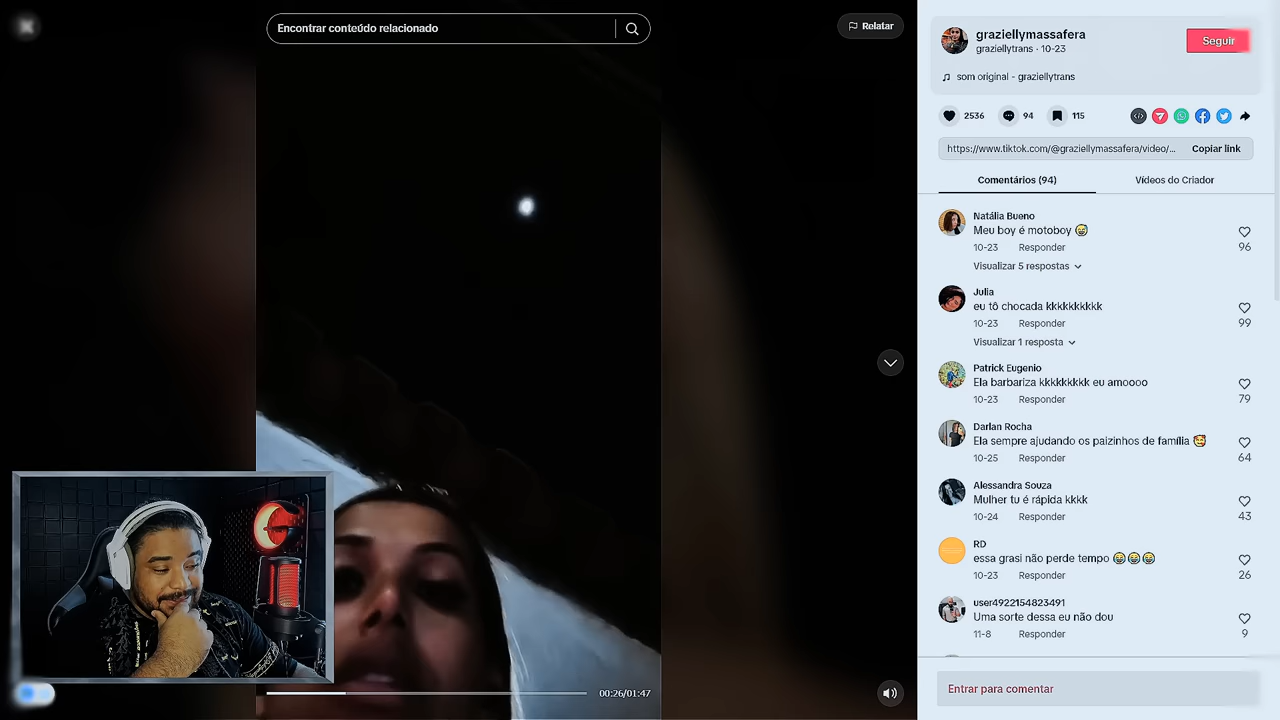 Encontrar conteúdo relacionado
Relatar
graziellymassafera
graziellytrans · 10-23
Seguir
som original - graziellytrans
2536
94
115
https://www.tiktok.com/@graziellymassafera/video/...
Copiar link
Comentários (94)
Vídeos do Criador
Natália Bueno
Meu boy é motoboy 😅
10-23 Responder
96
Visualizar 5 respostas
Julia
eu tô chocada kkkkkkkkkk
10-23 Responder
99
Visualizar 1 resposta
Patrick Eugenio
Ela barbariza kkkkkkkkk eu amoooo
10-23 Responder
79
Darlan Rocha
Ela sempre ajudando os paizinhos de família 🥰
10-25 Responder
64
Alessandra Souza
Mulher tu é rápida kkkk
10-24 Responder
43
RD
essa grasi não perde tempo 😂😂😂
10-23 Responder
26
user4922154823491
Uma sorte dessa eu não dou
11-8 Responder
9
Entrar para comentar
00:26/01:47